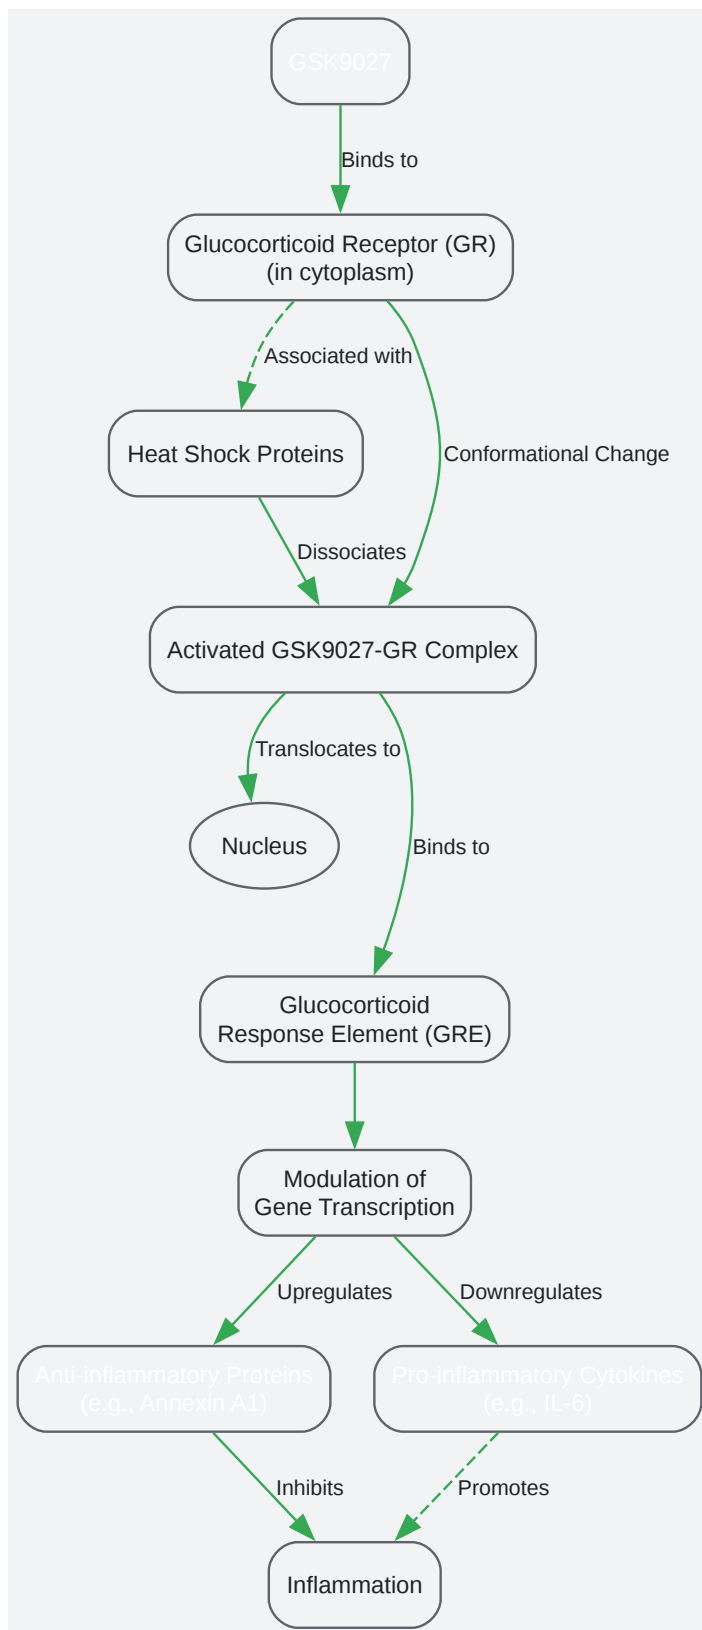 GSK9027
Binds to
Glucocorticoid Receptor (GR)
(in cytoplasm)
Associated with
Heat Shock Proteins
Conformational Change
Dissociates
Activated GSK9027-GR Complex
Translocates to
Nucleus
Binds to
Glucocorticoid
Response Element (GRE)
Modulation of
Gene Transcription
Upregulates
Downregulates
Anti-inflammatory Proteins
(e.g., Annexin A1)
Pro-inflammatory Cytokines
(e.g., IL-6)
Inhibits
Promotes
Inflammation